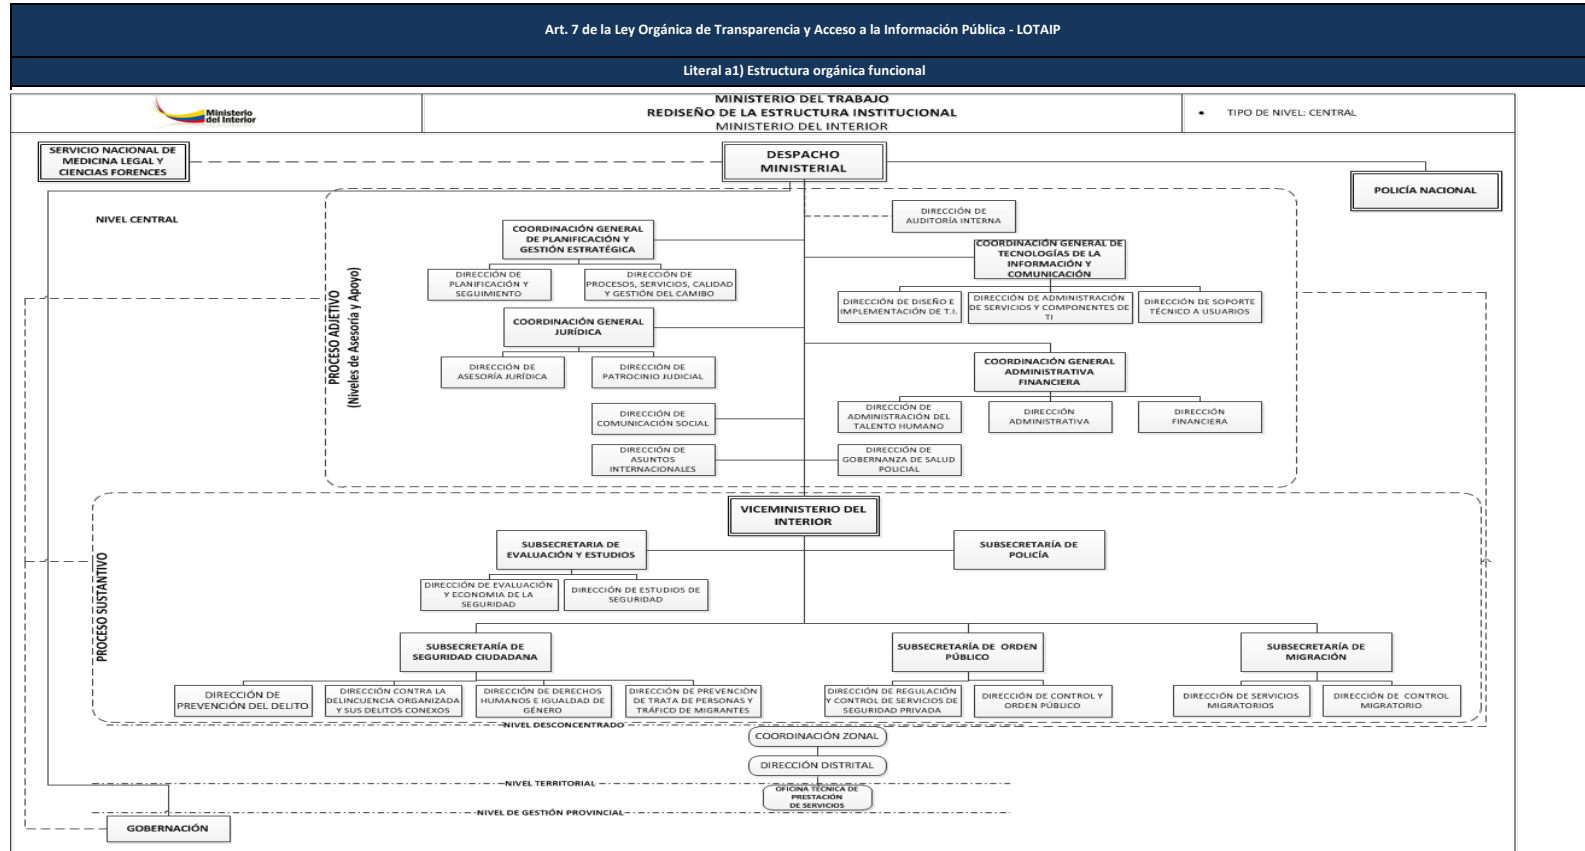 Art. 7 de la Ley Orgánica de Transparencia y Acceso a la Información Pública - LOTAIP
Literal a1) Estructura orgánica funcional
Ministerio
del Interior
MINISTERIO DEL TRABAJO
REDISEÑO DE LA ESTRUCTURA INSTITUCIONAL
MINISTERIO DEL INTERIOR
• TIPO DE NIVEL: CENTRAL
SERVICIO NACIONAL DE
MEDICINA LEGAL Y
CIENCIAS FORENCES
DESPACHO
MINISTERIAL
POLICÍA NACIONAL
NIVEL CENTRAL
PROCESO ADJETIVO
(Niveles de Asesoría y Apoyo)
DIRECCIÓN DE
AUDITORÍA INTERNA
COORDINACIÓN GENERAL
DE PLANIFICACIÓN Y
GESTIÓN ESTRATÉGICA
COORDINACIÓN GENERAL DE
TECNOLOGÍAS DE LA
INFORMACIÓN Y
COMUNICACIÓN
DIRECCIÓN DE
PLANIFICACIÓN Y
SEGUIMIENTO
DIRECCIÓN DE
PROCESOS, SERVICIOS, CALIDAD
Y GESTIÓN DEL CAMIBO
DIRECCIÓN DE DISEÑO E
IMPLEMENTACIÓN DE T.I.
DIRECCIÓN DE ADMINISTRACIÓN
DE SERVICIOS Y COMPONENTES DE
TI
DIRECCIÓN DE SOPORTE
TÉCNICO A USUARIOS
COORDINACIÓN GENERAL
JURÍDICA
DIRECCIÓN DE
ASESORÍA JURÍDICA
DIRECCIÓN DE
PATROCINIO JUDICIAL
COORDINACIÓN GENERAL
ADMINISTRATIVA
FINANCIERA
DIRECCIÓN DE
COMUNICACIÓN SOCIAL
DIRECCIÓN DE
ADMINISTRACIÓN DEL
TALENTO HUMANO
DIRECCIÓN
ADMINISTRATIVA
DIRECCIÓN
FINANCIERA
DIRECCIÓN DE
ASUNTOS
INTERNACIONALES
DIRECCIÓN DE
GOBERNANZA DE SALUD
POLICIAL
PROCESO SUSTANTIVO
VICEMINISTERIO DEL
INTERIOR
SUBSECRETARIA DE
EVALUACIÓN Y ESTUDIOS
SUBSECRETARÍA DE
POLICÍA
DIRECCIÓN DE EVALUACIÓN
Y ECONOMIA DE LA
SEGURIDAD
DIRECCIÓN DE ESTUDIOS DE
SEGURIDAD
SUBSECRETARÍA DE
SEGURIDAD CIUDADANA
SUBSECRETARÍA DE ORDEN
PÚBLICO
SUBSECRETARÍA DE
MIGRACIÓN
DIRECCIÓN DE
PREVENCIÓN DEL DELITO
DIRECCIÓN CONTRA LA
DELINCUENCIA ORGANIZADA
Y SUS DELITOS CONEXOS
DIRECCIÓN DE DERECHOS
HUMANOS E IGUALDAD DE
GÉNERO
DIRECCIÓN DE PREVENCIÒN
DE TRATA DE PERSONAS Y
TRÁFICO DE MIGRANTES
DIRECCIÓN DE REGULACIÓN
Y CONTROL DE SERVICIOS DE
SEGURIDAD PRIVADA
DIRECCIÓN DE CONTROL Y
ORDEN PÚBLICO
DIRECCIÓN DE SERVICIOS
MIGRATORIOS
DIRECCIÓN DE CONTROL
MIGRATORIO
NIVEL DESCONCENTRADO
COORDINACIÓN ZONAL
DIRECCIÓN DISTRITAL
NIVEL TERRITORIAL
OFICINA TÉCNICA DE
PRESTACIÓN
DE SERVICIOS
NIVEL DE GESTIÓN PROVINCIAL
GOBERNACIÓN